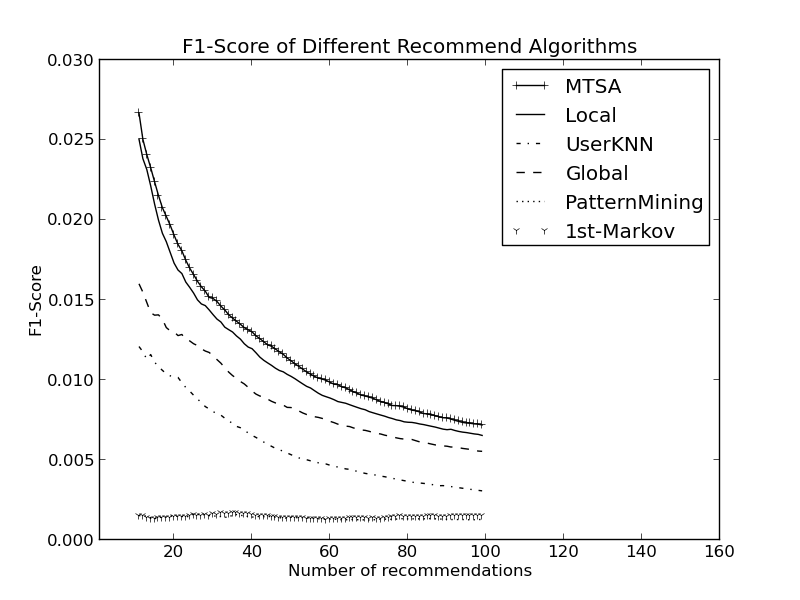 F1-Score of Different Recommend Algorithms
0.030
0.025
0.020
0.015
0.010
0.005
0.000
F1-Score
MTSA
Local
UserKNN
Global
PatternMining
1st-Markov
20 40 60 80 100 120 140 160
Number of recommendations